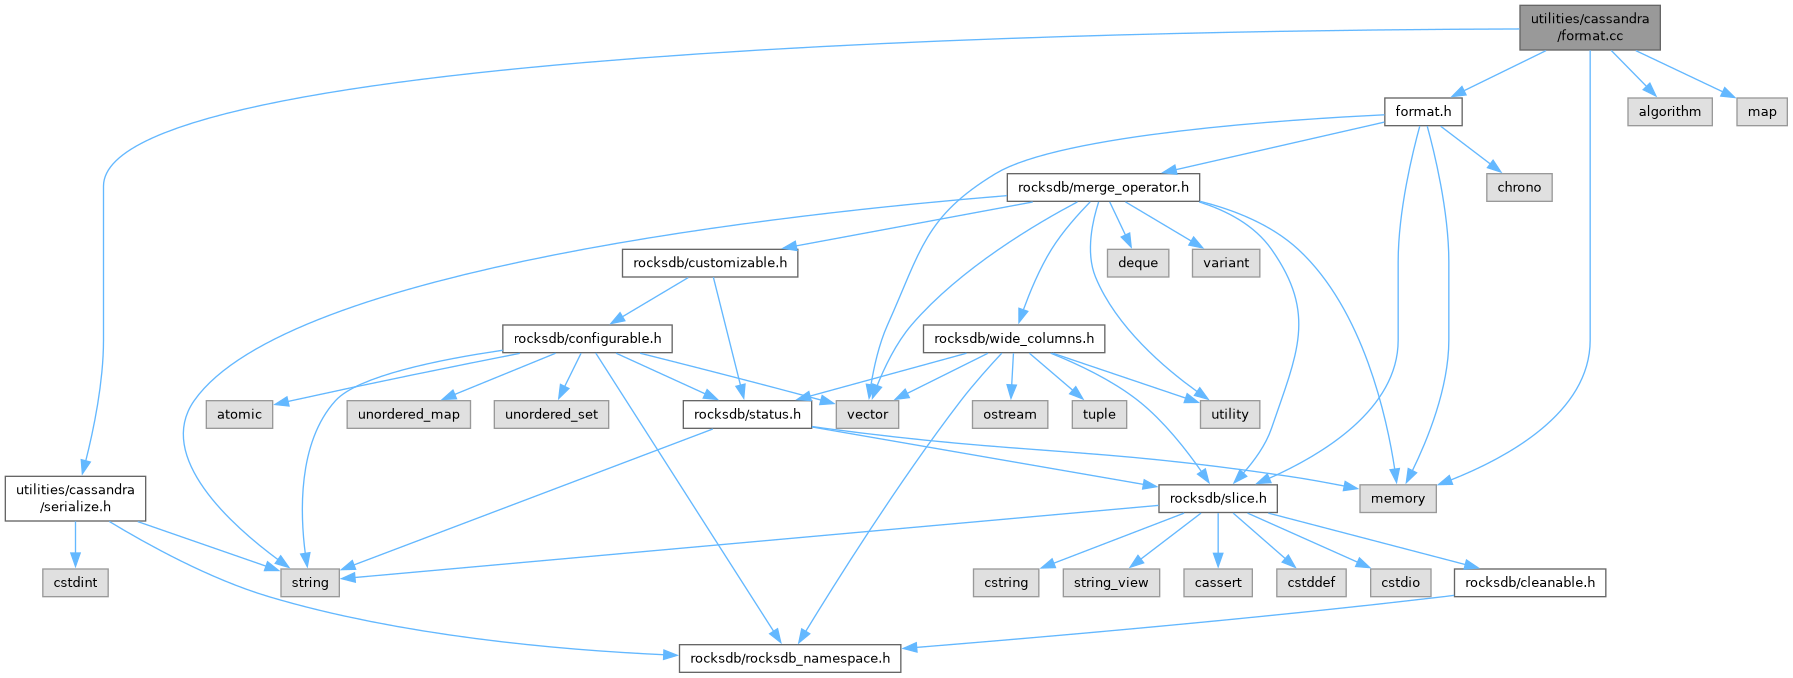 utilities/cassandra
/format.cc
format.h
algorithm
map
rocksdb/merge_operator.h
chrono
rocksdb/customizable.h
deque
variant
rocksdb/configurable.h
rocksdb/wide_columns.h
atomic
unordered_map
unordered_set
rocksdb/status.h
vector
ostream
tuple
utility
utilities/cassandra
/serialize.h
rocksdb/slice.h
memory
cstdint
string
cstring
string_view
cassert
cstddef
cstdio
rocksdb/cleanable.h
rocksdb/rocksdb_namespace.h